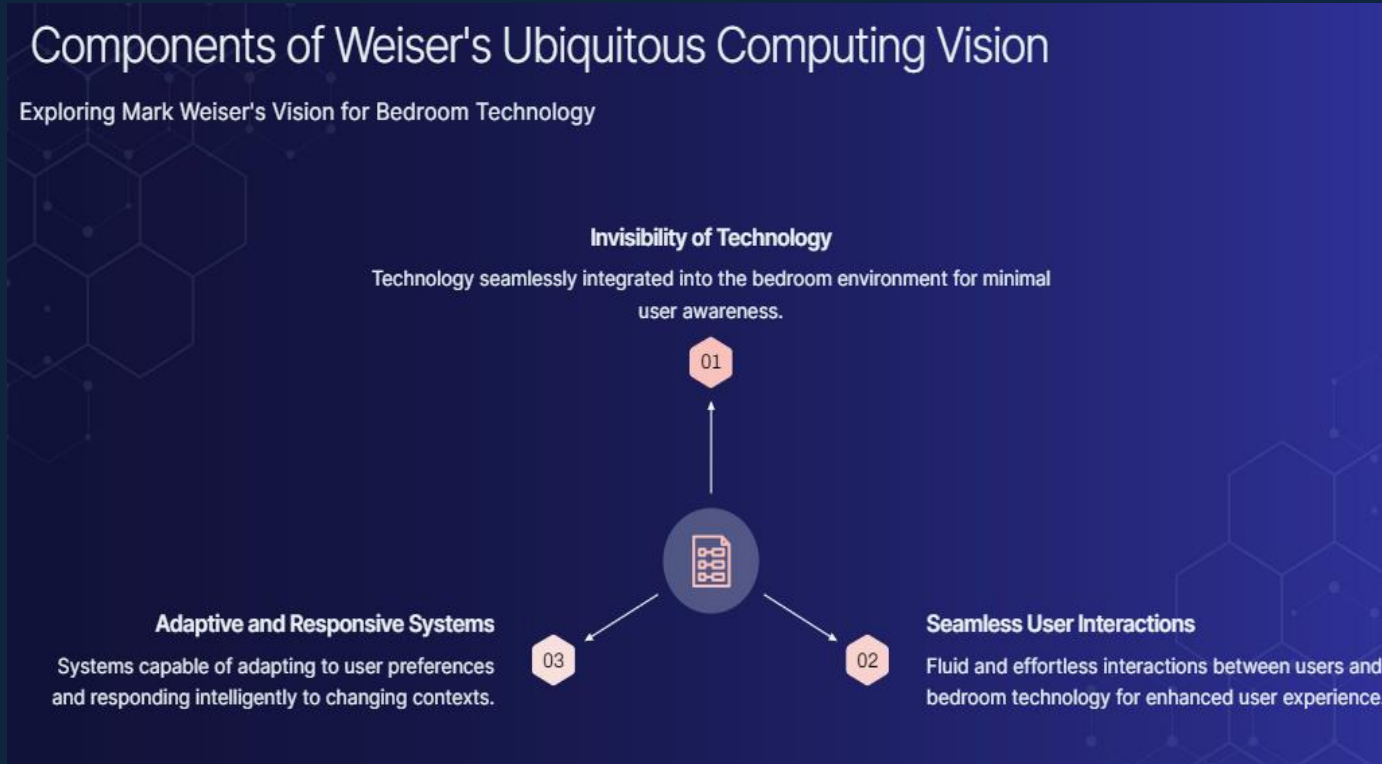 Components of Weiser's Ubiquitous Computing Vision
Exploring Mark Weiser's Vision for Bedroom Technology
Invisibility of Technology
Technology seamlessly integrated into the bedroom environment for minimal
user awareness.
01
Adaptive and Responsive Systems
Systems capable of adapting to user preferences
and responding intelligently to changing contexts.
03
02
Seamless User Interactions
Fluid and effortless interactions between users and
bedroom technology for enhanced user experience.